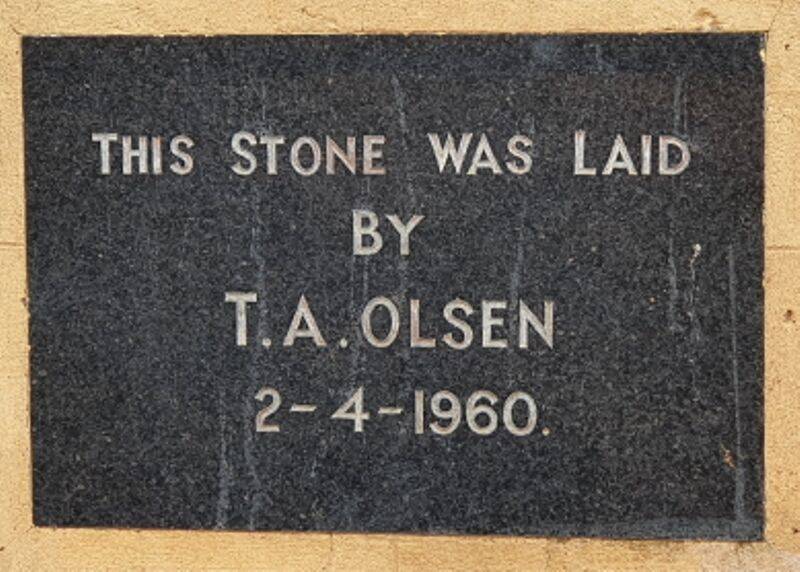 THIS STONE WAS LAID
BY
T.A.OLSEN
2-4-1960.